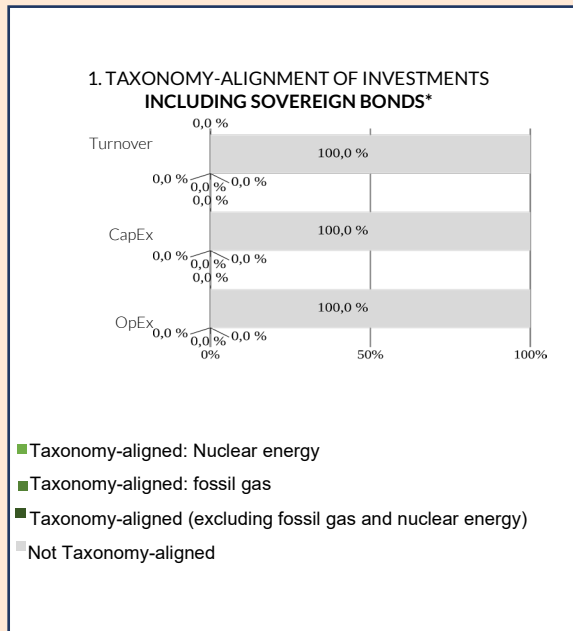 1. TAXONOMY-ALIGNMENT OF INVESTMENTS
INCLUDING SOVEREIGN BONDS*
0,0 %
Turnover
100,0 %
0,0 % 0,0 % 0,0 %
0,0 %
CapEx
100,0 %
0,0 % 0,0 % 0,0 %
0,0 %
OpEx
100,0 %
0,0 % 0,0 % 0,0 %
0% 50% 100%
Taxonomy-aligned: Nuclear energy
Taxonomy-aligned: fossil gas
Taxonomy-aligned (excluding fossil gas and nuclear energy)
Not Taxonomy-aligned